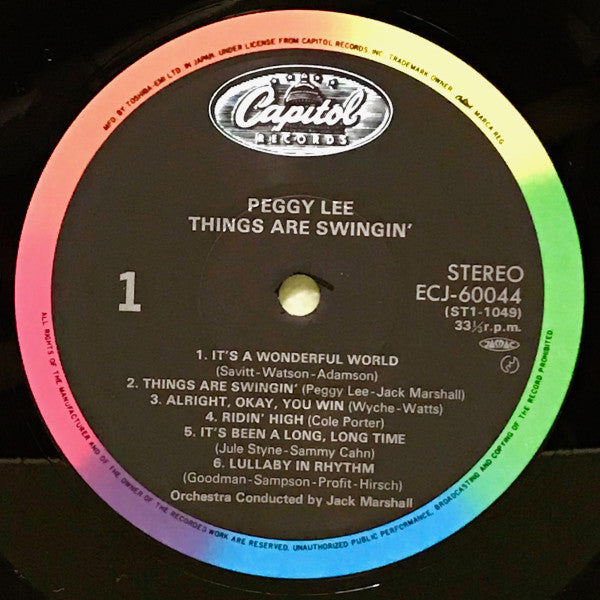 MFD BY TOSHIBA-EMI LTD IN JAPAN, UNDER LICENSE FROM CAPITOL RECORDS, INC. TRADEMARK OWNER. Capitol MARCA REG.
Capitol
RECORDS
PEGGY LEE
THINGS ARE SWINGIN'
1
STEREO
ECJ-60044
(ST1-1049)
33⅓r.p.m.
JASRAC
1. IT'S A WONDERFUL WORLD
(Savitt-Watson-Adamson)
2. THINGS ARE SWINGIN' (Peggy Lee-Jack Marshall)
3. ALRIGHT, OKAY, YOU WIN (Wyche-Watts)
4. RIDIN' HIGH (Cole Porter)
5. IT'S BEEN A LONG, LONG TIME
(Jule Styne-Sammy Cahn)
6. LULLABY IN RHYTHM
(Goodman-Sampson-Profit-Hirsch)
Orchestra Conducted by Jack Marshall
ALL RIGHTS OF THE MANUFACTURER AND OF THE OWNER OF THE RECORDED WORK ARE RESERVED. UNAUTHORIZED PUBLIC PERFORMANCE, BROADCASTING AND COPYING OF THE RECORD PROHIBITED.